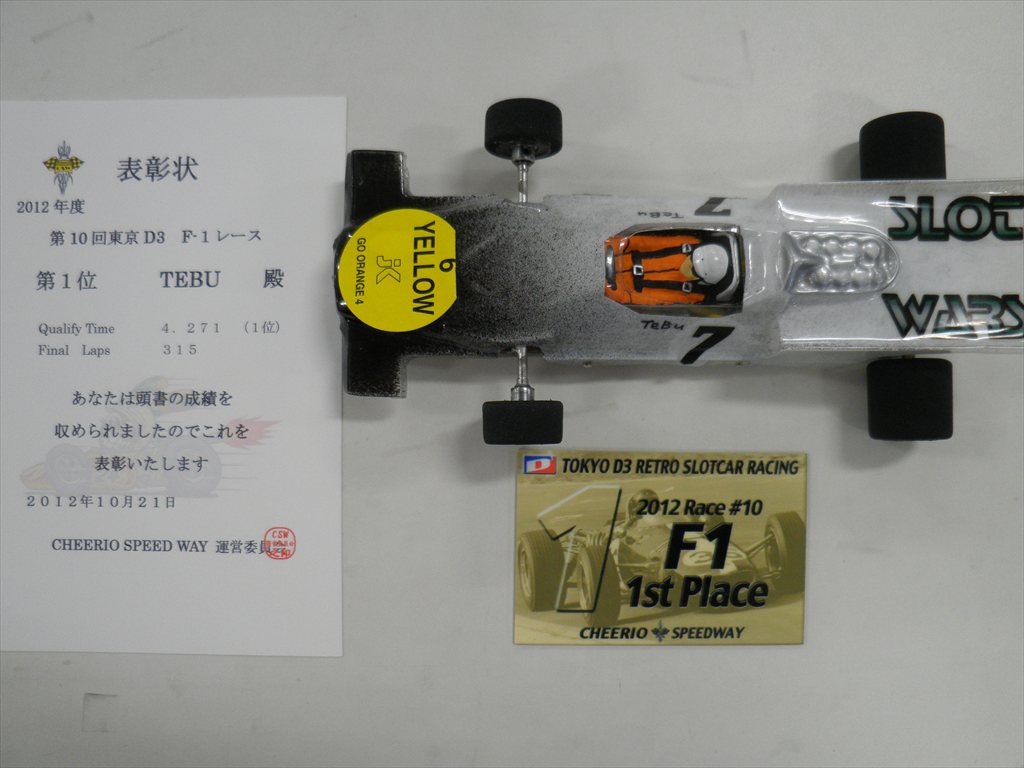 表彰状
2012年度
第10回東京D3 F-1レース
第1位 TEBU 殿
Qualify Time 4.271 (1位)
Final Laps 315
あなたは頭書の成績を
収められましたのでこれを
表彰いたします
2012年10月21日
CHEERIO SPEED WAY 運営委員
CSW
6
YELLOW
JK
GO ORANGE 4
TeBu
7
TeBu
7
SLOT
WARS
D TOKYO D3 RETRO SLOTCAR RACING
1
2012 Race #10
F1
1st Place
CHEERIO SPEEDWAY